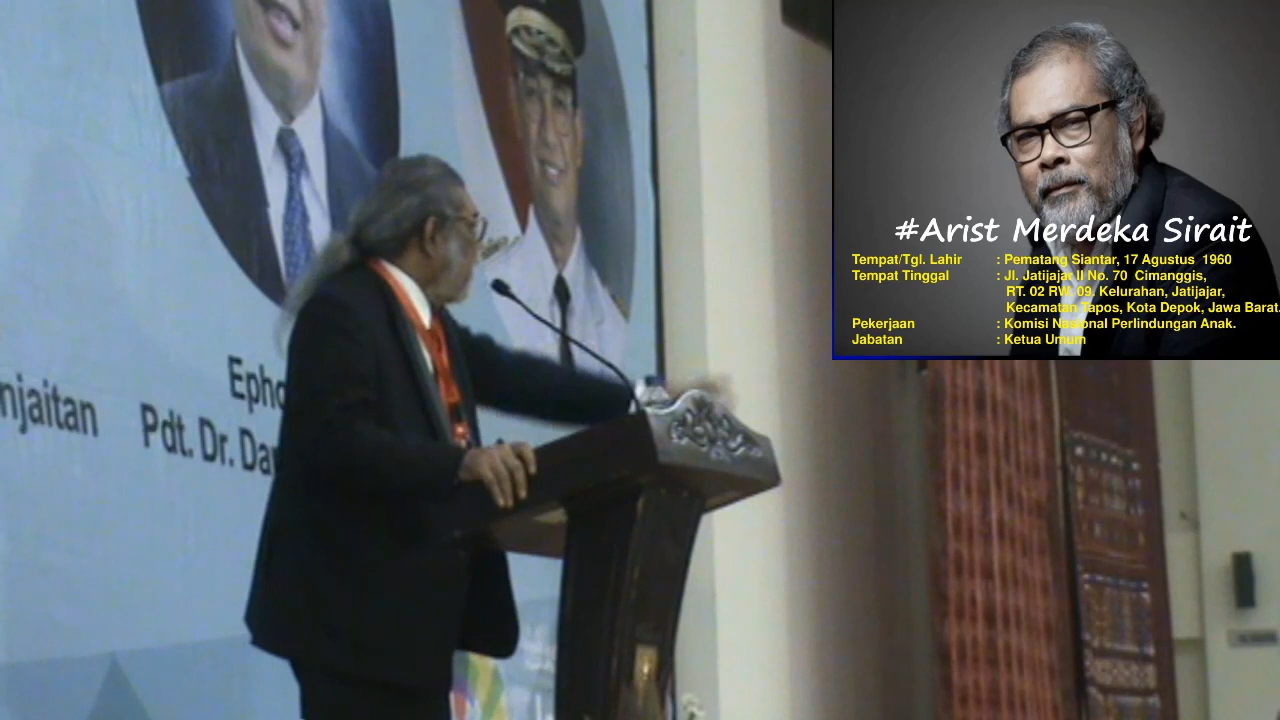 #Arist Merdeka Sirait
Tempat/Tgl. Lahir : Pematang Siantar, 17 Agustus 1960
Tempat Tinggal : Jl. Jatijajar II No. 70 Cimanggis,
RT. 02 RW. 09. Kelurahan, Jatijajar,
Kecamatan Tapos, Kota Depok, Jawa Barat.
Pekerjaan : Komisi Nasional Perlindungan Anak.
Jabatan : Ketua Umum
Epho
njaitan Pdt. Dr. Da